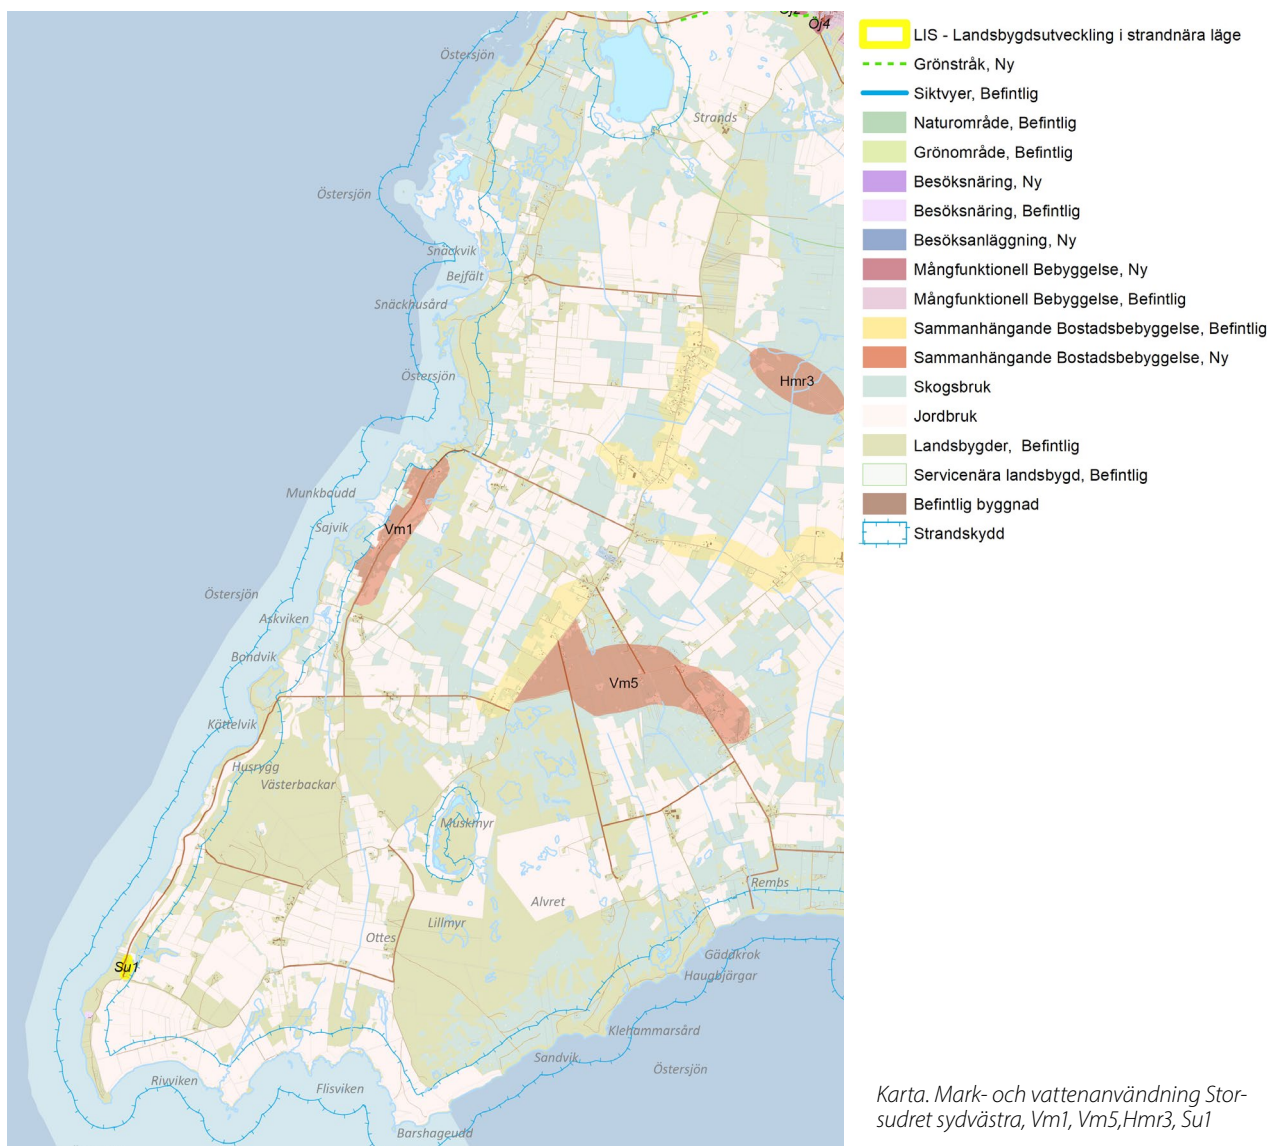 Öj4
Östersjön
Strands
Östersjön
Snäckvik
Bejfält
Snäckhusård
Östersjön
Hmr3
Munkbaudd
Sajvik
Vm1
Östersjön
Askviken
Bondvik
Vm5
Kättelvik
Husrygg
Västerbackar
Muskmyr
Rembs
Alvret
Lillmyr
Ottes
Gädäkrok
Su1
Haugbjärgar
Klehammarsård
Sandvik
Östersjön
Rivviken
Flisviken
Barshageudd
LIS - Landsbygdsutveckling i strandnära läge
Grönstråk, Ny
Siktvyer, Befintlig
Naturområde, Befintlig
Grönområde, Befintlig
Besöksnäring, Ny
Besöksnäring, Befintlig
Besöksanläggning, Ny
Mångfunktionell Bebyggelse, Ny
Mångfunktionell Bebyggelse, Befintlig
Sammanhängande Bostadsbebyggelse, Befintlig
Sammanhängande Bostadsbebyggelse, Ny
Skogsbruk
Jordbruk
Landsbygder, Befintlig
Servicenära landsbygd, Befintlig
Befintlig byggnad
Strandskydd
Karta. Mark- och vattenanvändning Stor-
sudret sydvästra, Vm1, Vm5,Hmr3, Su1